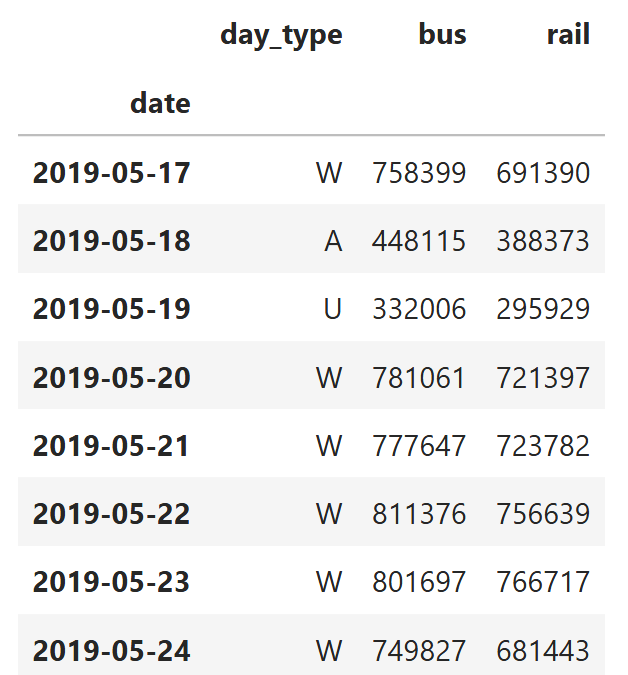 day_type bus rail
date
2019-05-17 W 758399 691390
2019-05-18 A 448115 388373
2019-05-19 U 332006 295929
2019-05-20 W 781061 721397
2019-05-21 W 777647 723782
2019-05-22 W 811376 756639
2019-05-23 W 801697 766717
2019-05-24 W 749827 681443